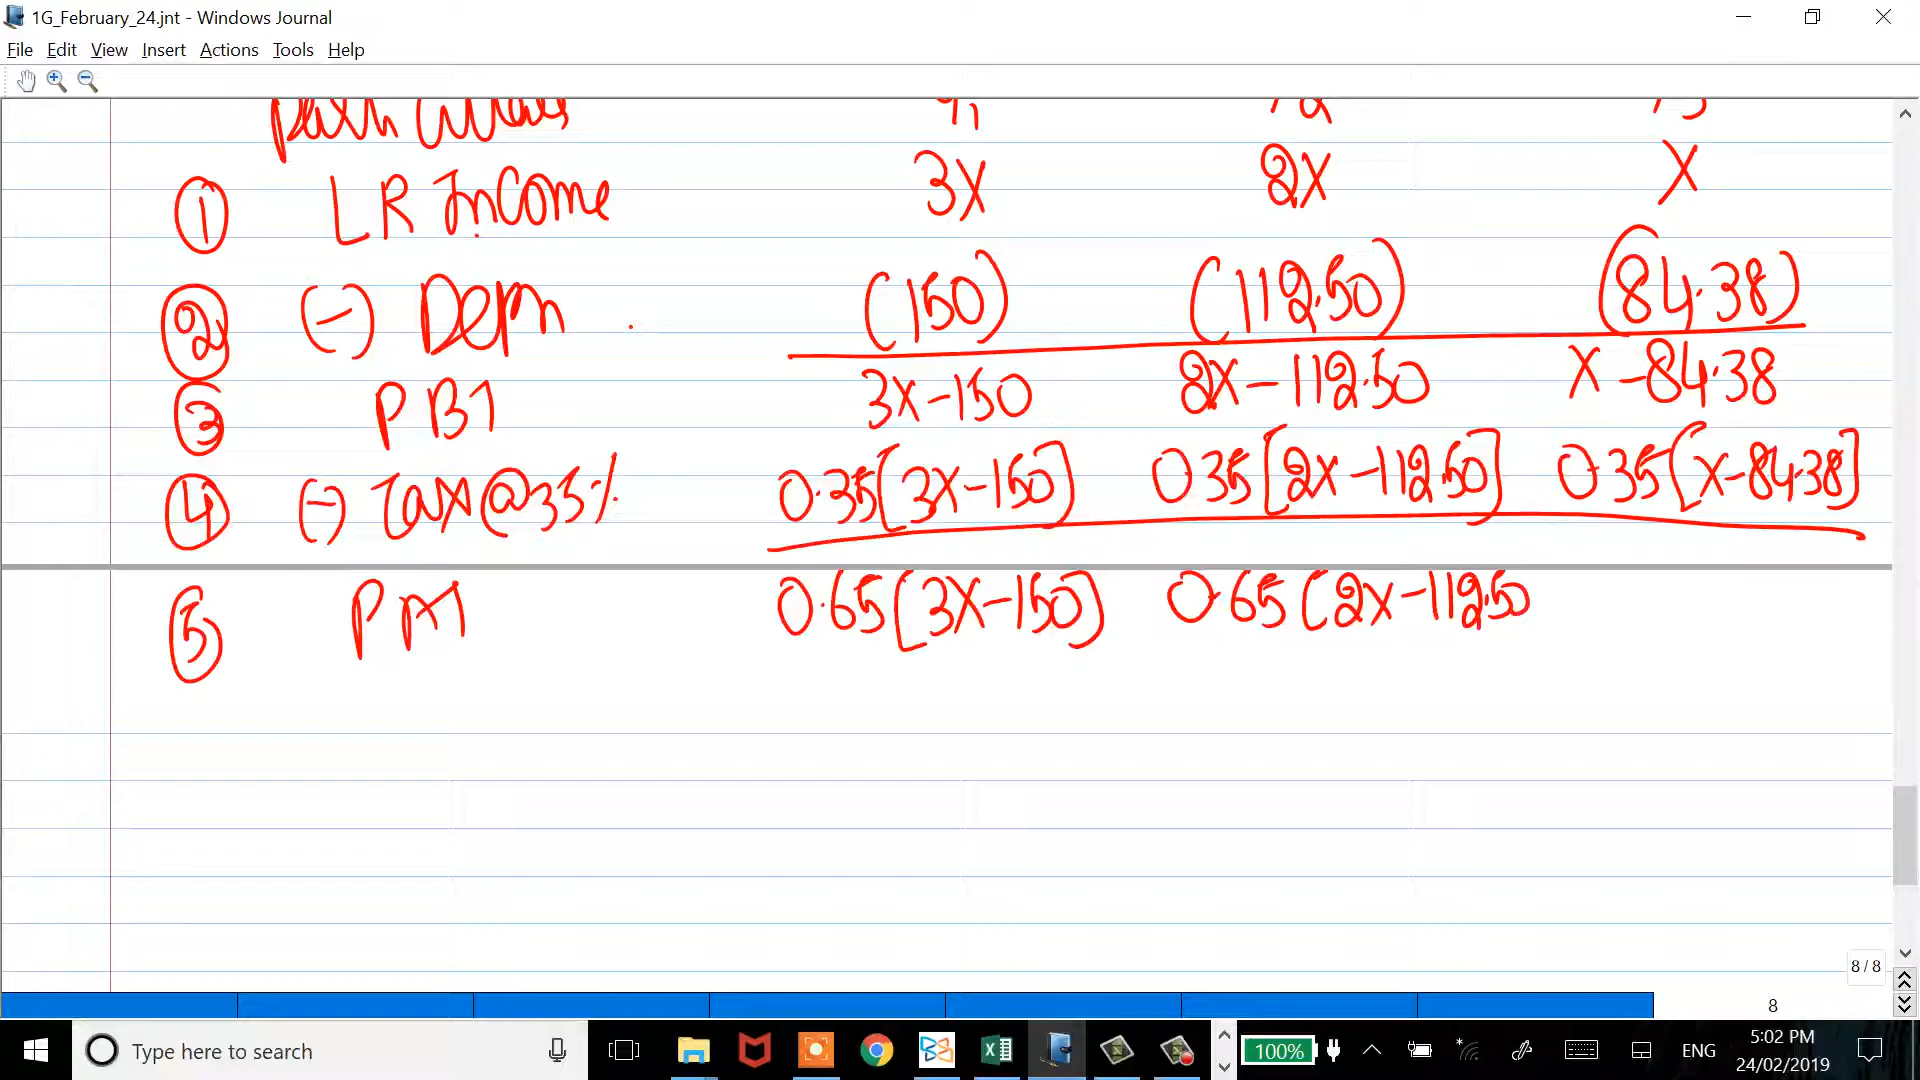 1G_February_24.jnt - Windows Journal
File Edit View Insert Actions Tools Help
3X 2X X
① LR InCome
② (-) Depn (150) (112.50) (84.38)
③ PBT 3X-150 2X-112.50 X-84.38
④ (-) Tax@35% 0.35[3X-150] 0.35[2X-112.50] 0.35[X-84.38]
⑤ PAT 0.65[3X-150] 0.65[2X-112.50
8 / 8
8
Type here to search
100%
ENG
5:02 PM
24/02/2019